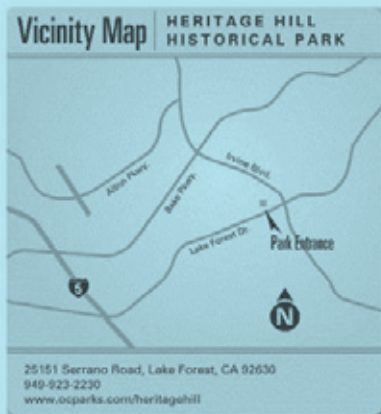 Vicinity Map
HERITAGE HILL
HISTORICAL PARK
Alton Pkwy.
Bake Pkwy.
Irvine Blvd.
Lake Forest Dr.
Park Entrance
5
N
25151 Serrano Road, Lake Forest, CA 92630
949-923-2230
www.ocparks.com/heritagehill